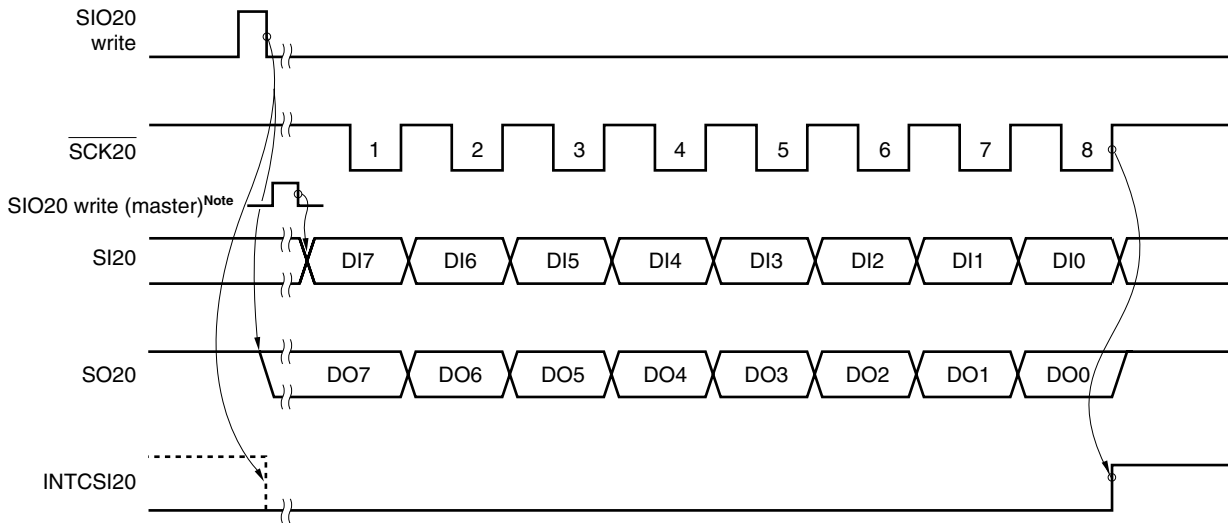 SIO20
write
SCK20
1 2 3 4 5 6 7 8
SIO20 write (master)Note
SI20
DI7 DI6 DI5 DI4 DI3 DI2 DI1 DI0
SO20
DO7 DO6 DO5 DO4 DO3 DO2 DO1 DO0
INTCSI20